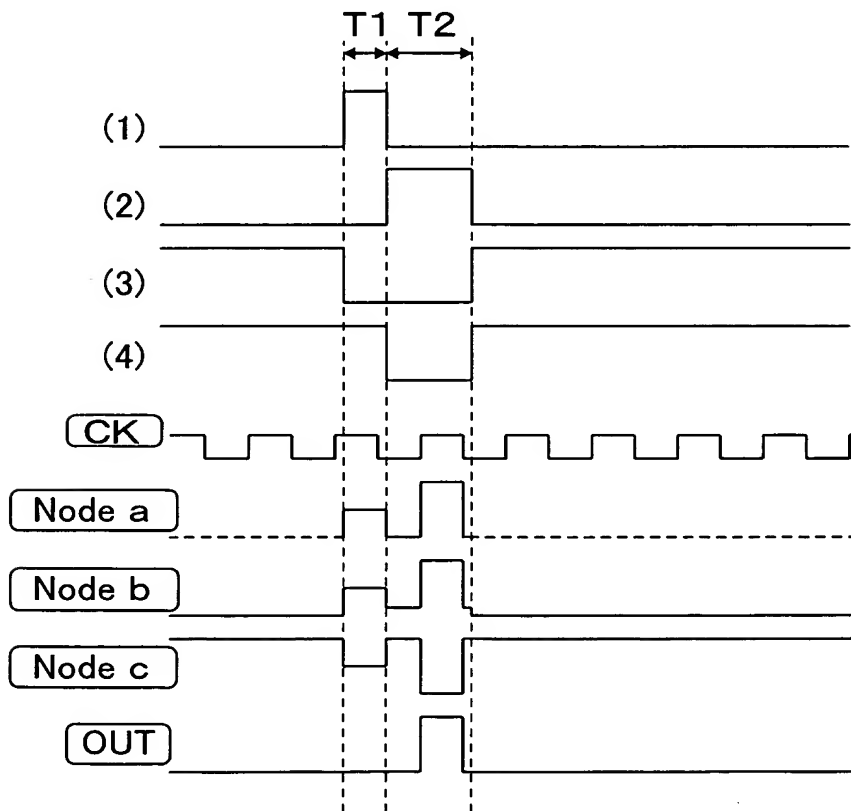 T1 T2
(1)
(2)
(3)
(4)
CK
Node a
Node b
Node c
OUT